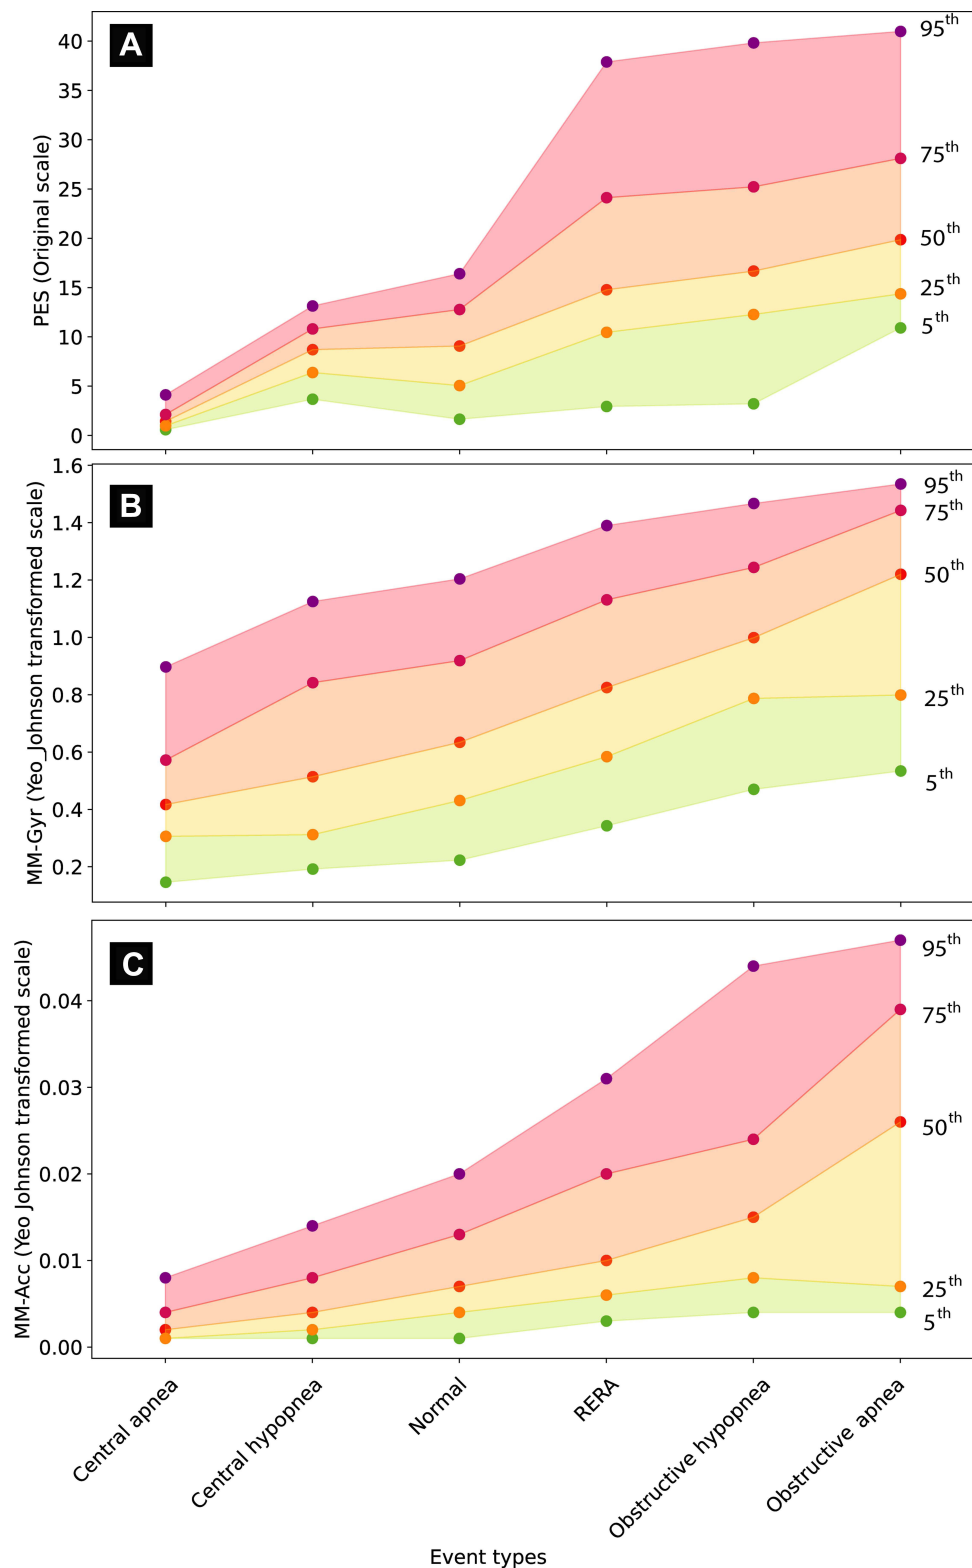 A
PES (Original scale)
40
35
30
25
20
15
10
5
0
95th
75th
50th
25th
5th
B
MM-Gyr (Yeo_Johnson transformed scale)
1.6
1.4
1.2
1.0
0.8
0.6
0.4
0.2
95th
75th
50th
25th
5th
C
MM-Acc (Yeo Johnson transformed scale)
0.04
0.03
0.02
0.01
0.00
95th
75th
50th
25th
5th
Central apnea
Central hypopnea
Normal
RERA
Obstructive hypopnea
Obstructive apnea
Event types